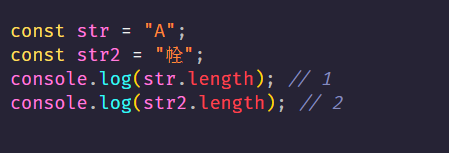 const str = "A";
const str2 = "";
console.log(str.length); // 1
console.log(str2.length); // 2